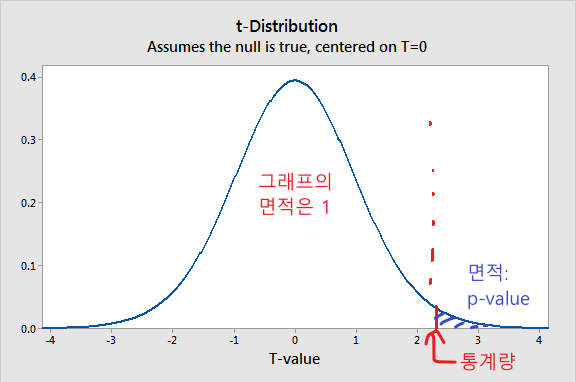 t-Distribution
Assumes the null is true, centered on T=0
0.4
0.3
0.2
0.1
0.0
그래프의
면적은 1
면적:
p-value
-4 -3 -2 -1 0 1 2 3 4
T-value
통계량